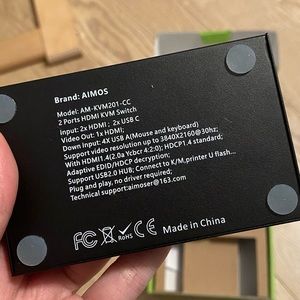 Brand: AIMOS
Model: AM-KVM201-CC
2 Ports HDMI KVM Switch
input: 2x HDMI ; 2x USB C
Video Out: 1x HDMI;
Down out: 4X USB A(Mouse and keyboard)
Support video resolution up to 3840x2160@30hz;
With HDMI1.4(2.0a Ycbcr 4:2:0); HDCP1.4 standard;
Adaptive EDID/HDCP decryption;
Support USB2.0 HUB; Connect to K/M,printer U flash...
Plug and play, no driver required;
Technical support: aimoser@163.com
FC RoHS CE Made in China